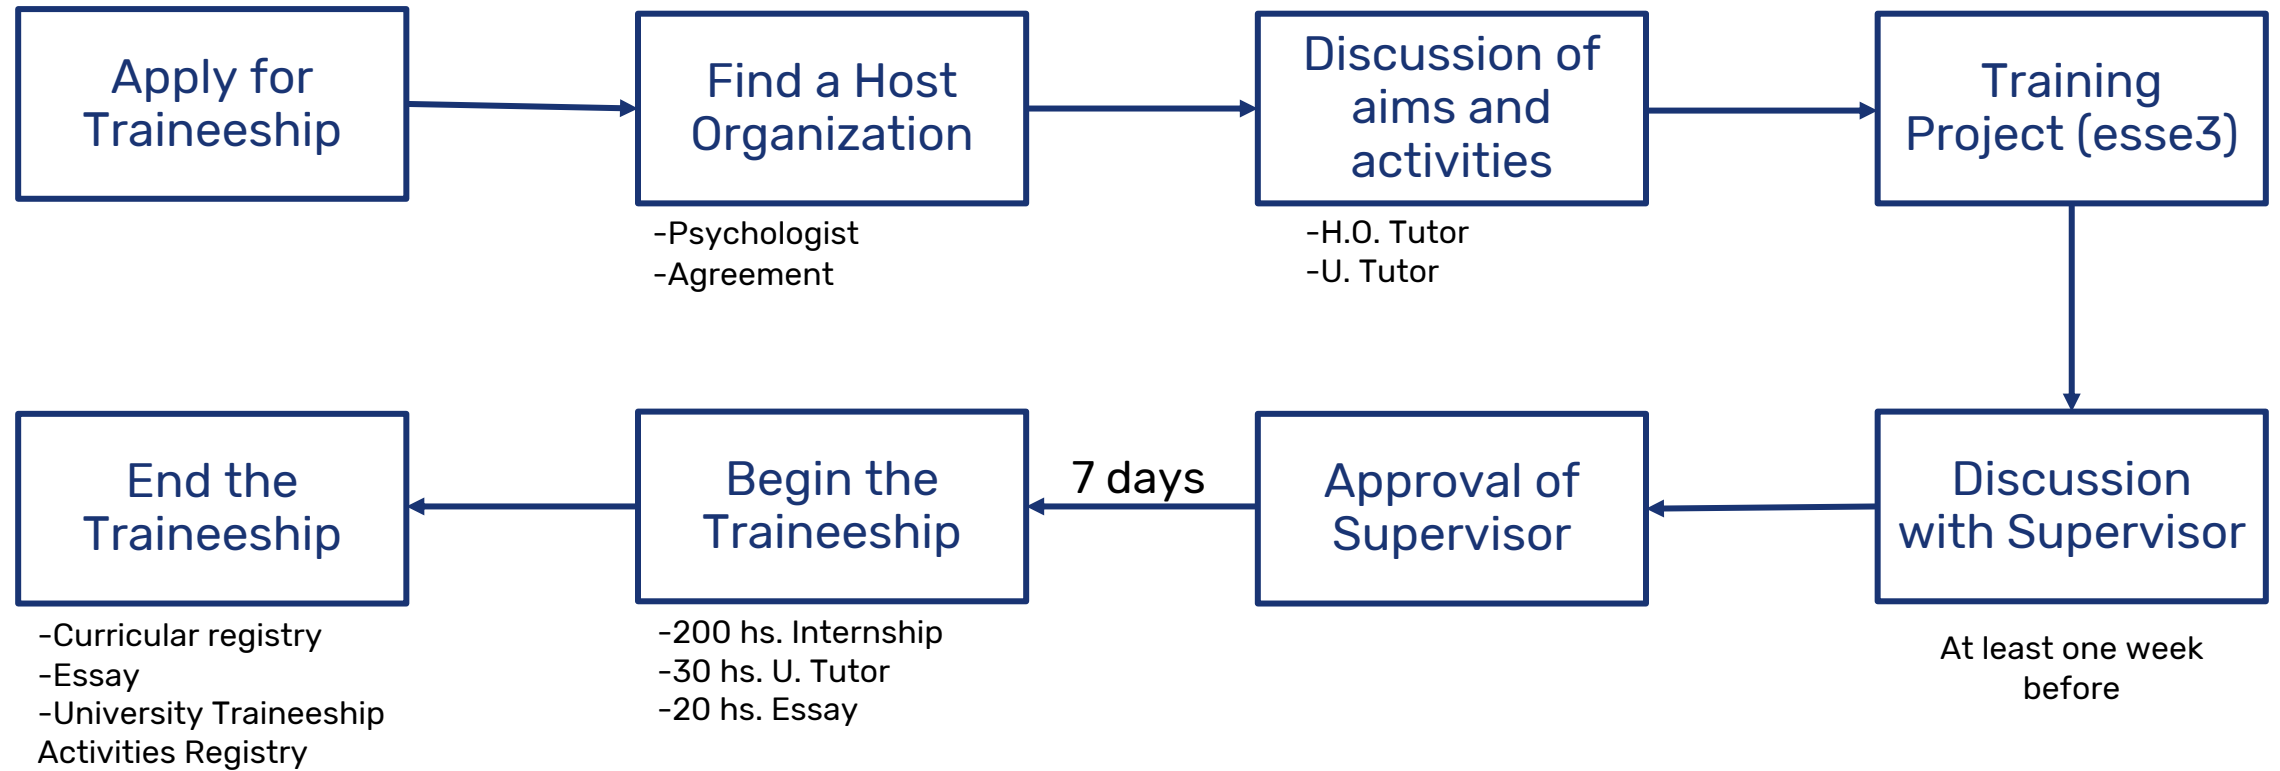 Apply for
Traineeship
Find a Host
Organization
-Psychologist
-Agreement
Discussion of
aims and
activities
-H.O. Tutor
-U. Tutor
Training
Project (esse3)
Discussion
with Supervisor
At least one week
before
Approval of
Supervisor
7 days
Begin the
Traineeship
-200 hs. Internship
-30 hs. U. Tutor
-20 hs. Essay
End the
Traineeship
-Curricular registry
-Essay
-University Traineeship
Activities Registry